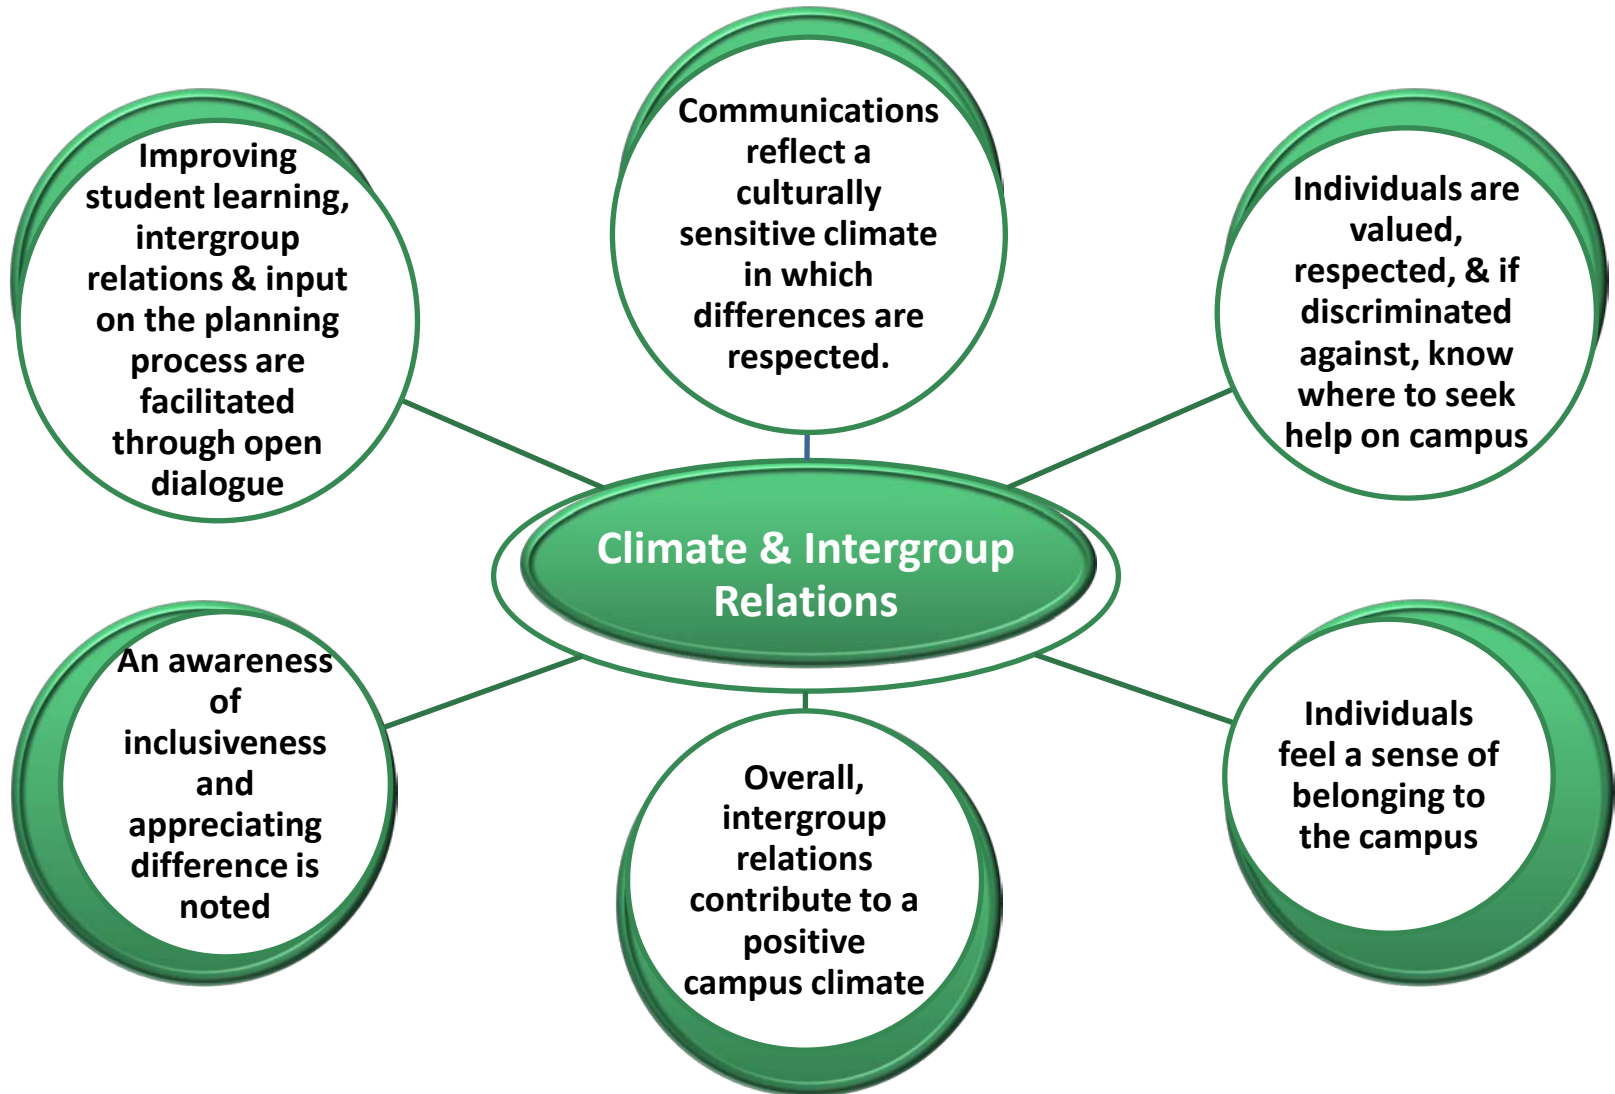 Improving
student learning,
intergroup
relations & input
on the planning
process are
facilitated
through open
dialogue
Communications
reflect a
culturally
sensitive climate
in which
differences are
respected.
Individuals are
valued,
respected, & if
discriminated
against, know
where to seek
help on campus
Climate & Intergroup
Relations
An awareness
of
inclusiveness
and
appreciating
difference is
noted
Overall,
intergroup
relations
contribute to a
positive
campus climate
Individuals
feel a sense of
belonging to
the campus